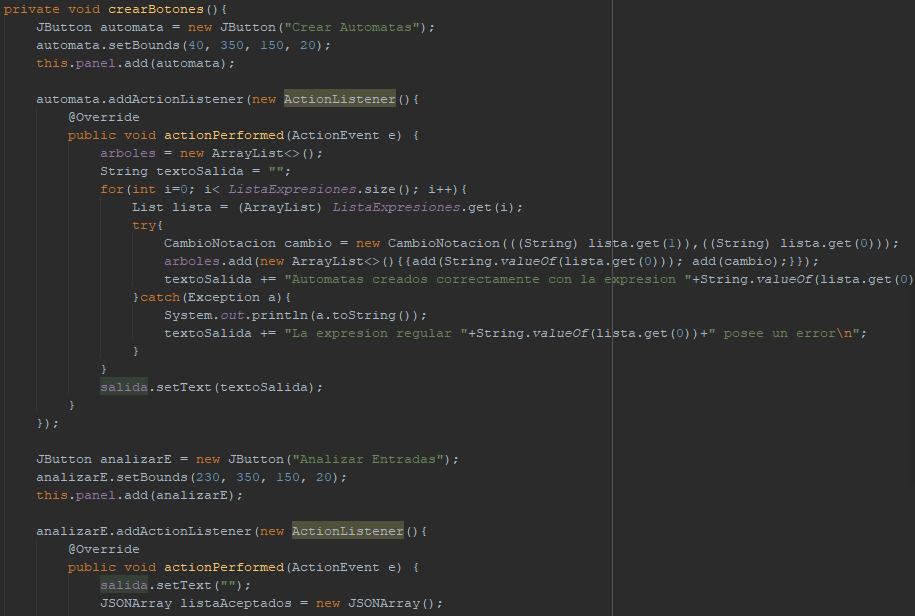 private void crearBotones(){
    JButton automata = new JButton("Crear Automatas");
    automata.setBounds(40, 350, 150, 20);
    this.panel.add(automata);

    automata.addActionListener(new ActionListener(){
        @Override
        public void actionPerformed(ActionEvent e) {
            arboles = new ArrayList<>();
            String textoSalida = "";
            for(int i=0; i< ListaExpresiones.size(); i++){
                List lista = (ArrayList) ListaExpresiones.get(i);
                try{
                    CambioNotacion cambio = new CambioNotacion(((String) lista.get(1)),((String) lista.get(0)));
                    arboles.add(new ArrayList<>(){{add(String.valueOf(lista.get(0))); add(cambio);}});
                    textoSalida += "Automatas creados correctamente con la expresion "+String.valueOf(lista.get(0)
                }catch(Exception a){
                    System.out.println(a.toString());
                    textoSalida += "La expresion regular "+String.valueOf(lista.get(0))+" posee un error\n";
                }
            }
            salida.setText(textoSalida);
        }
    });

    JButton analizarE = new JButton("Analizar Entradas");
    analizarE.setBounds(230, 350, 150, 20);
    this.panel.add(analizarE);

    analizarE.addActionListener(new ActionListener(){
        @Override
        public void actionPerformed(ActionEvent e) {
            salida.setText("");
            JSONArray listaAceptados = new JSONArray();